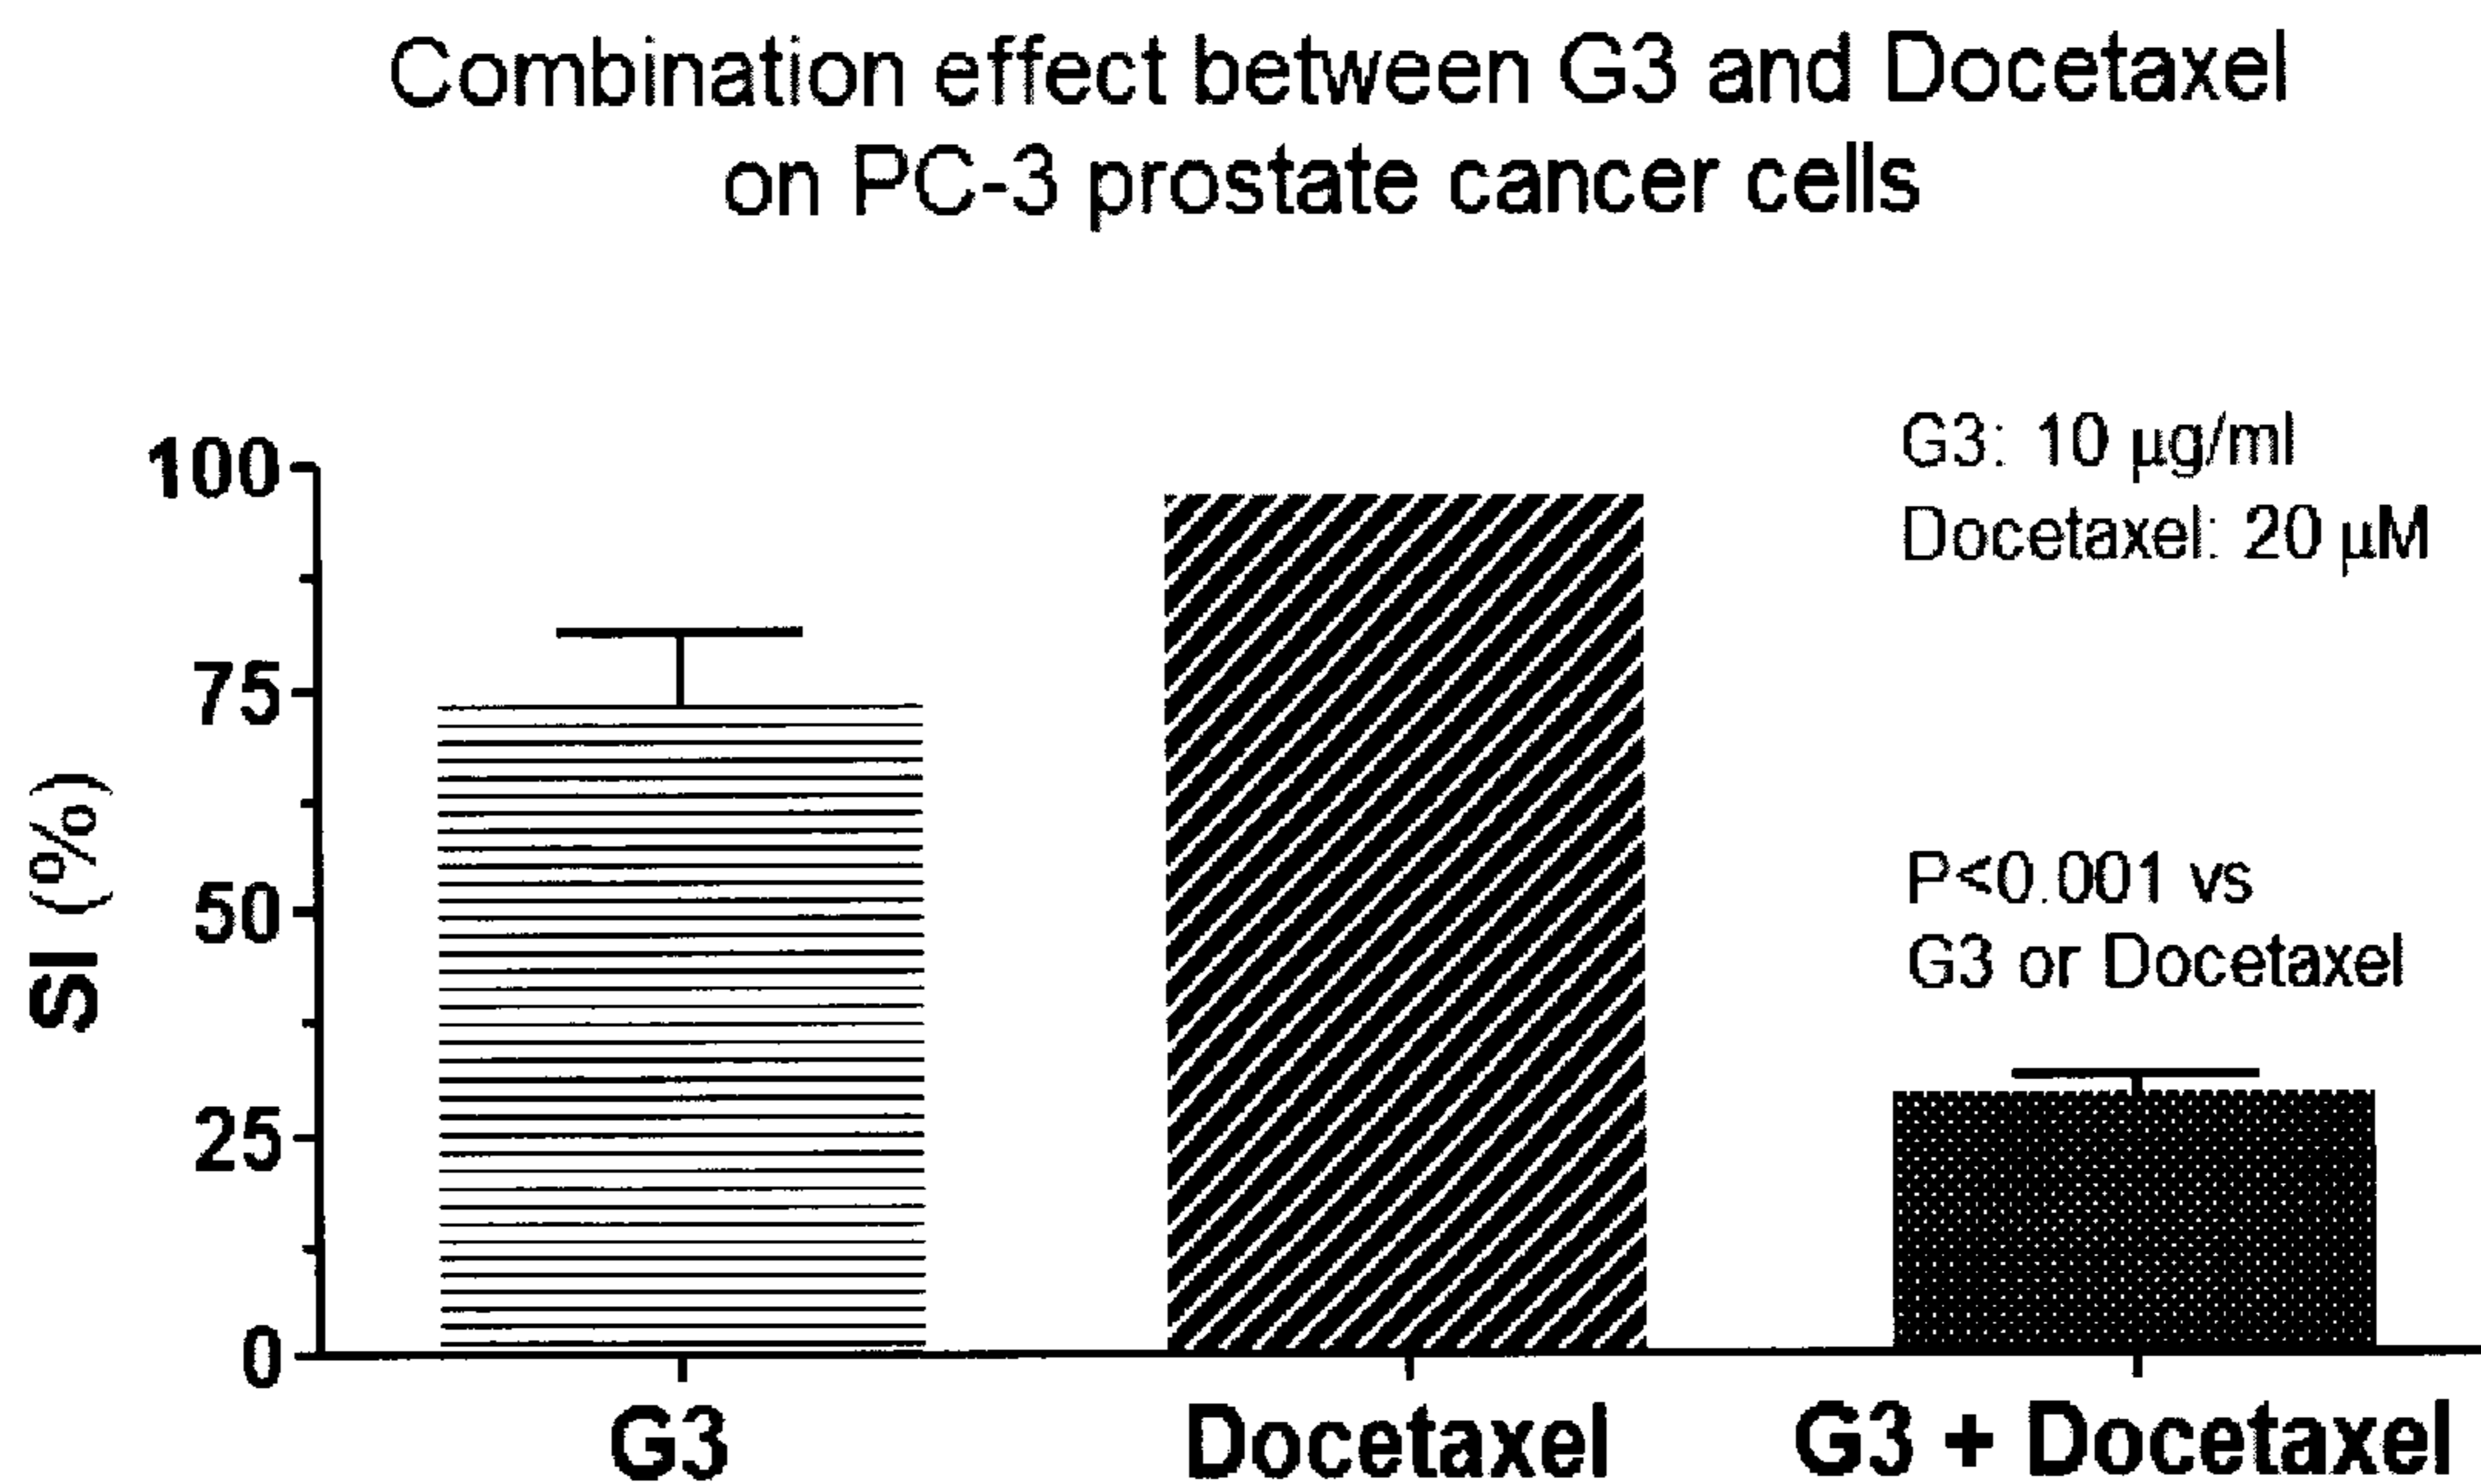 Combination effect between G3 and Docetaxel
on PC-3 prostate cancer cells
G3: 10 µg/ml
Docetaxel: 20 µM
P<0.001 vs
G3 or Docetaxel
SI (%)
100
75
50
25
0
G3
Docetaxel
G3 + Docetaxel